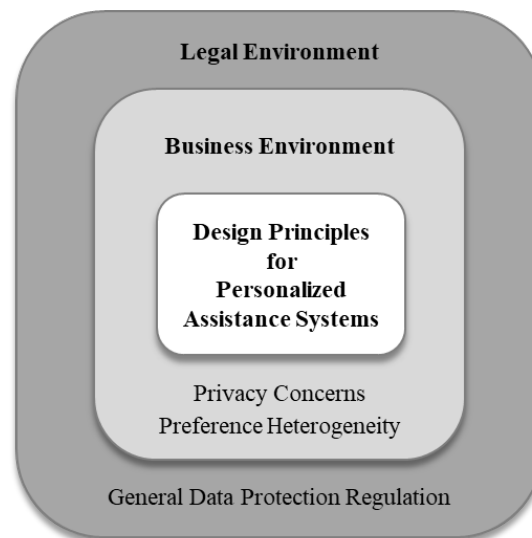 Legal Environment
Business Environment
Design Principles
for
Personalized
Assistance Systems
Privacy Concerns
Preference Heterogeneity
General Data Protection Regulation